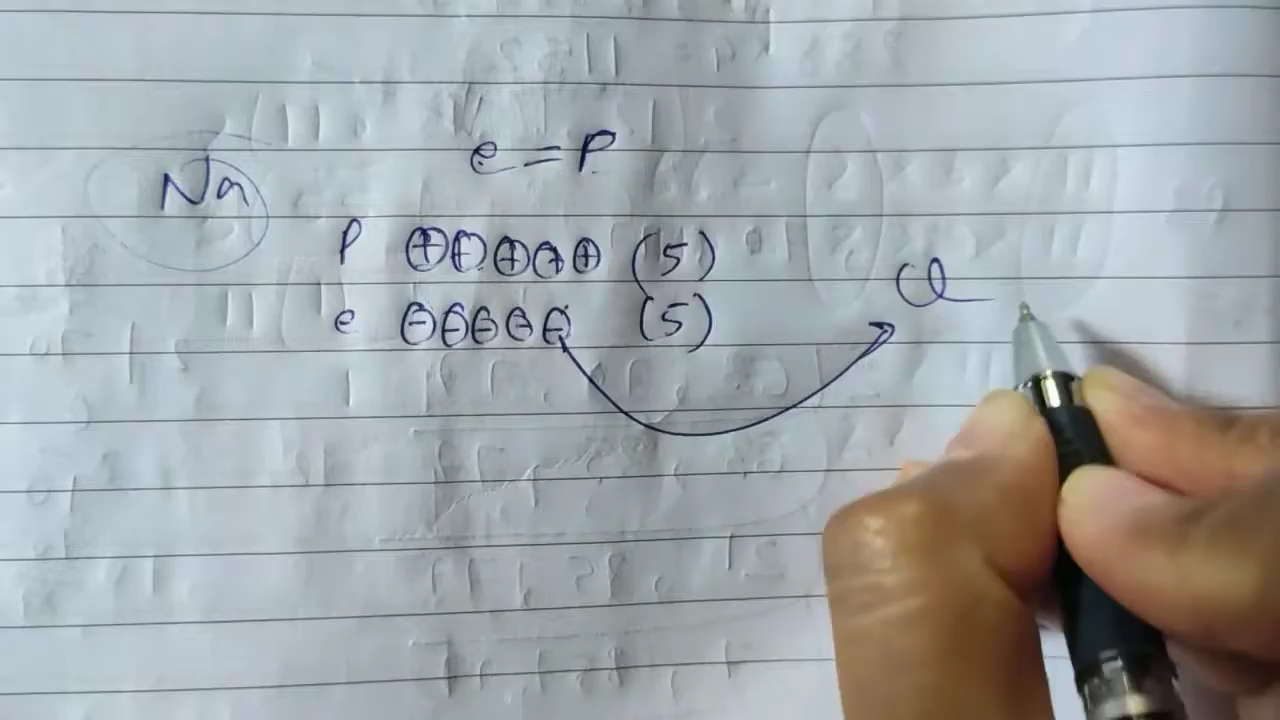 e = P
Na
P ⊕⊕⊕⊕⊕ (5)
e ⊖⊖⊖⊖⊖ (5)
Cl